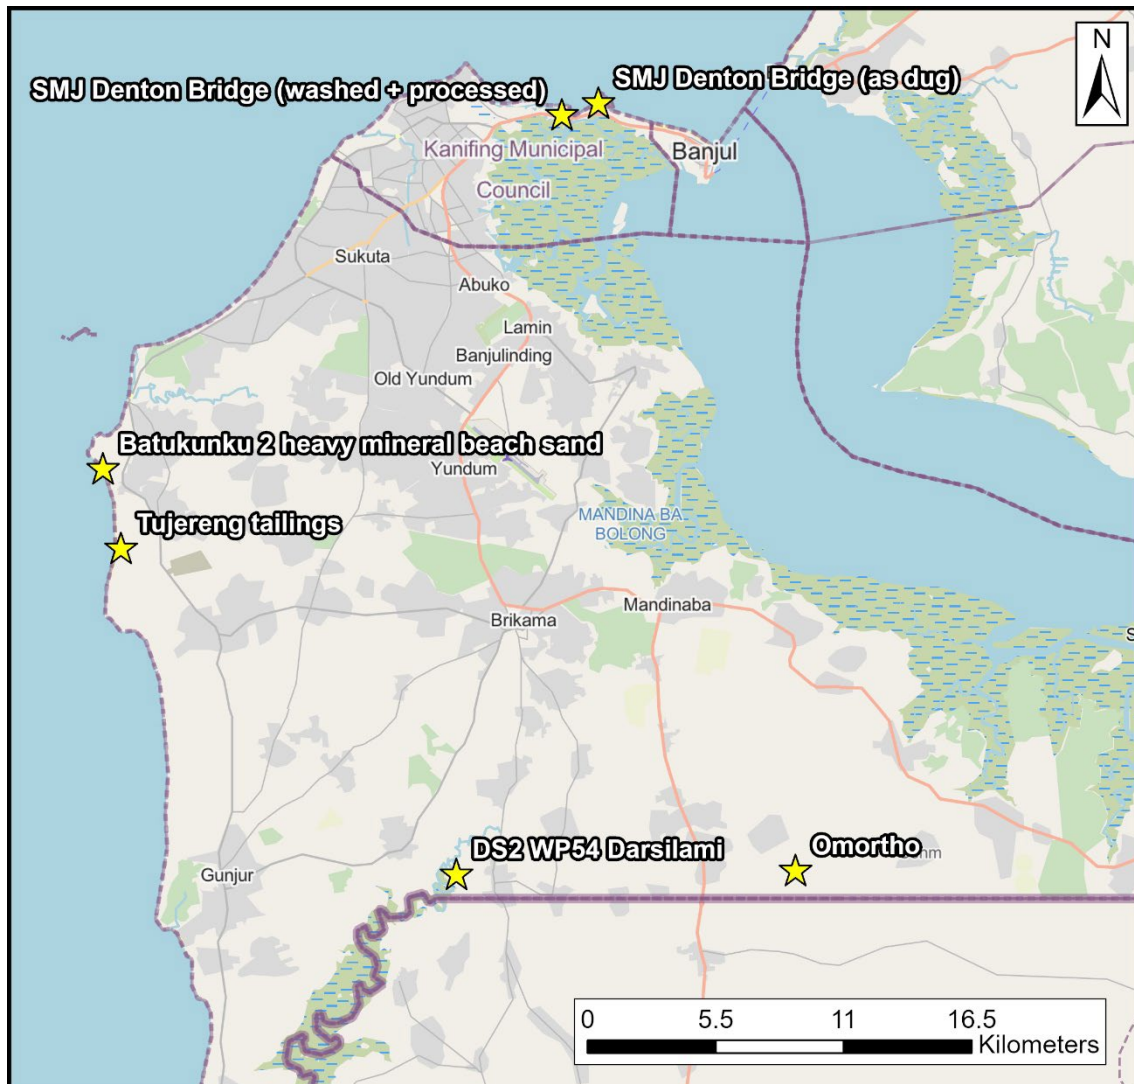 N
SMJ Denton Bridge (as dug)
SMJ Denton Bridge (washed + processed)
Kanifing Municipal
Council
Banjul
Sukuta
Abuko
Lamin
Banjulinding
Old Yundum
Batukunku 2 heavy mineral beach sand
Yundum
Tujereng tailings
MANDINA BA
BOLONG
Mandinaba
Brikama
S
DS2 WP54 Darsilami
Omortho
Gunjur
0 5.5 11 16.5
Kilometers